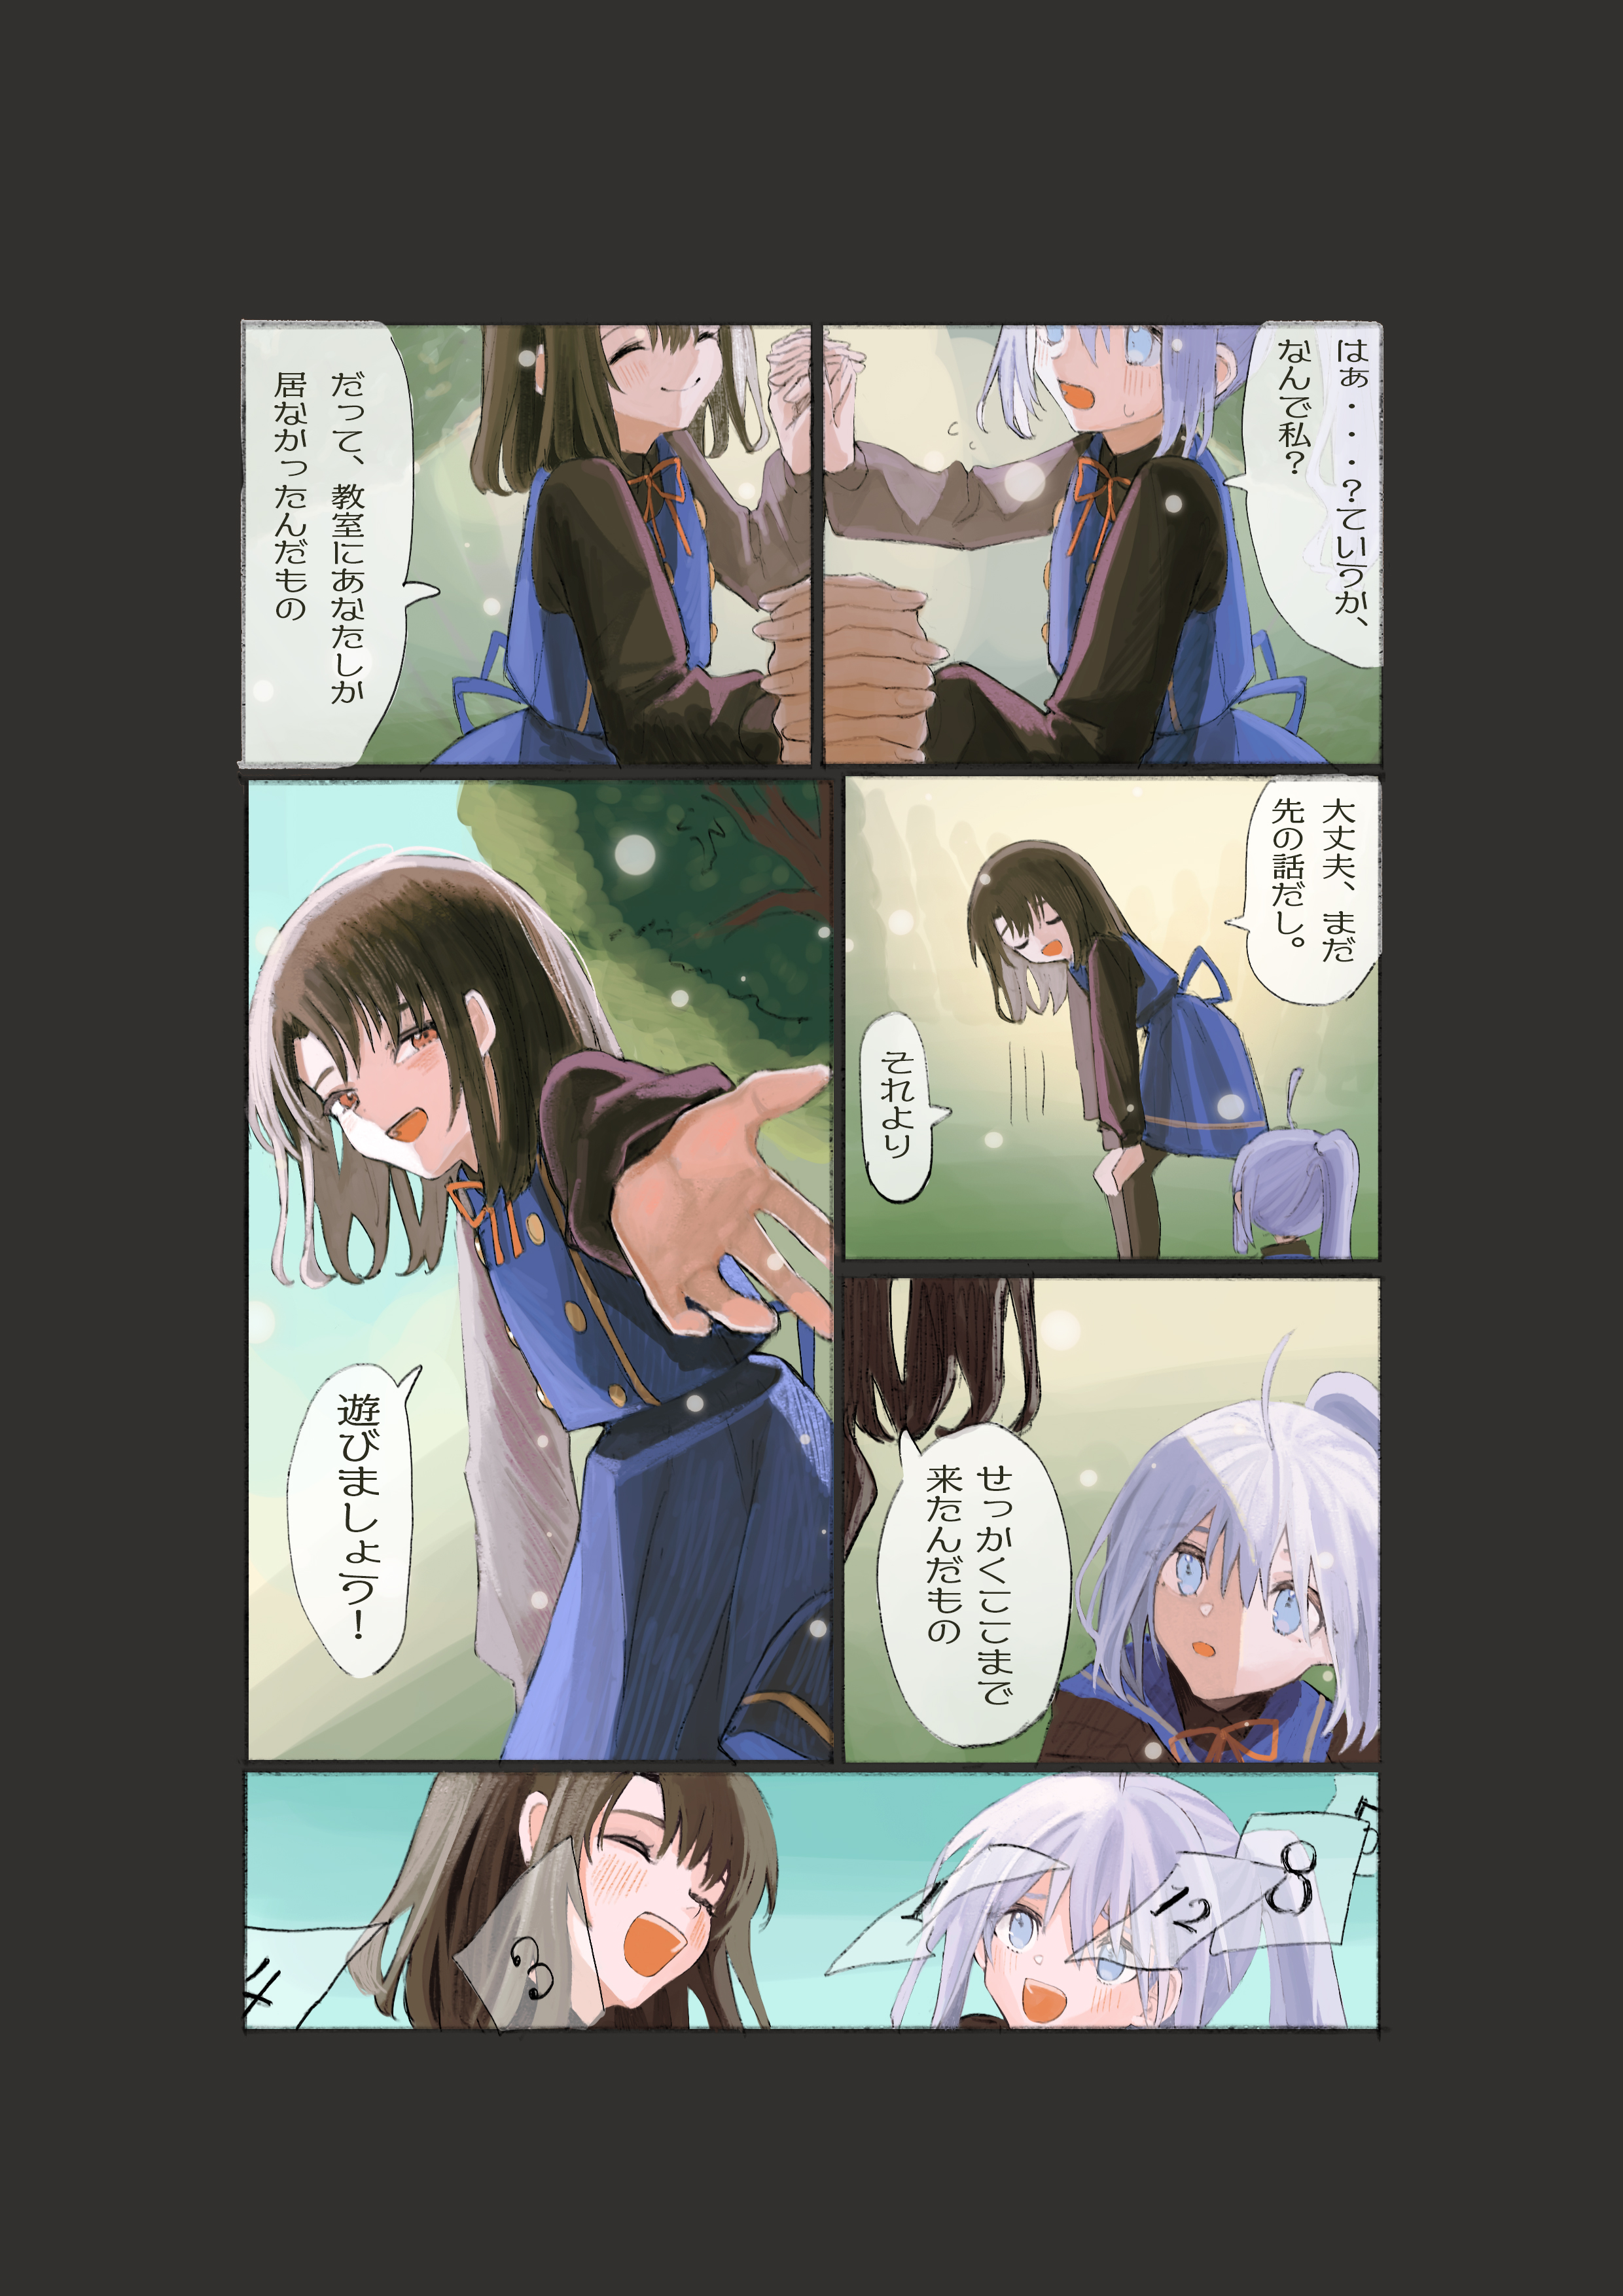 はぁ・・・？ていうか、
なんで私？
だって、教室にあなたしか
居なかったんだもの
大丈夫、まだ
先の話だし。
それより
せっかくここまで
来たんだもの
遊びましょう！
5
8
12
1
3
4